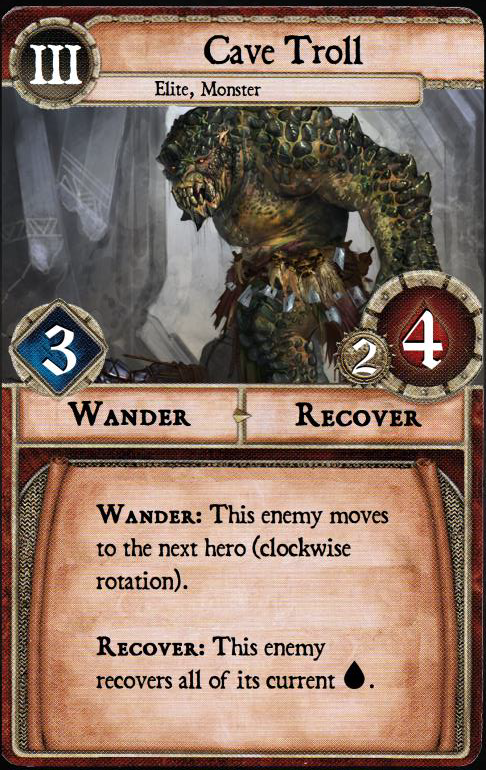 III
Cave Troll
Elite, Monster
3
2
4
WANDER
RECOVER
WANDER: This enemy moves
to the next hero (clockwise
rotation).
RECOVER: This enemy
recovers all of its current .